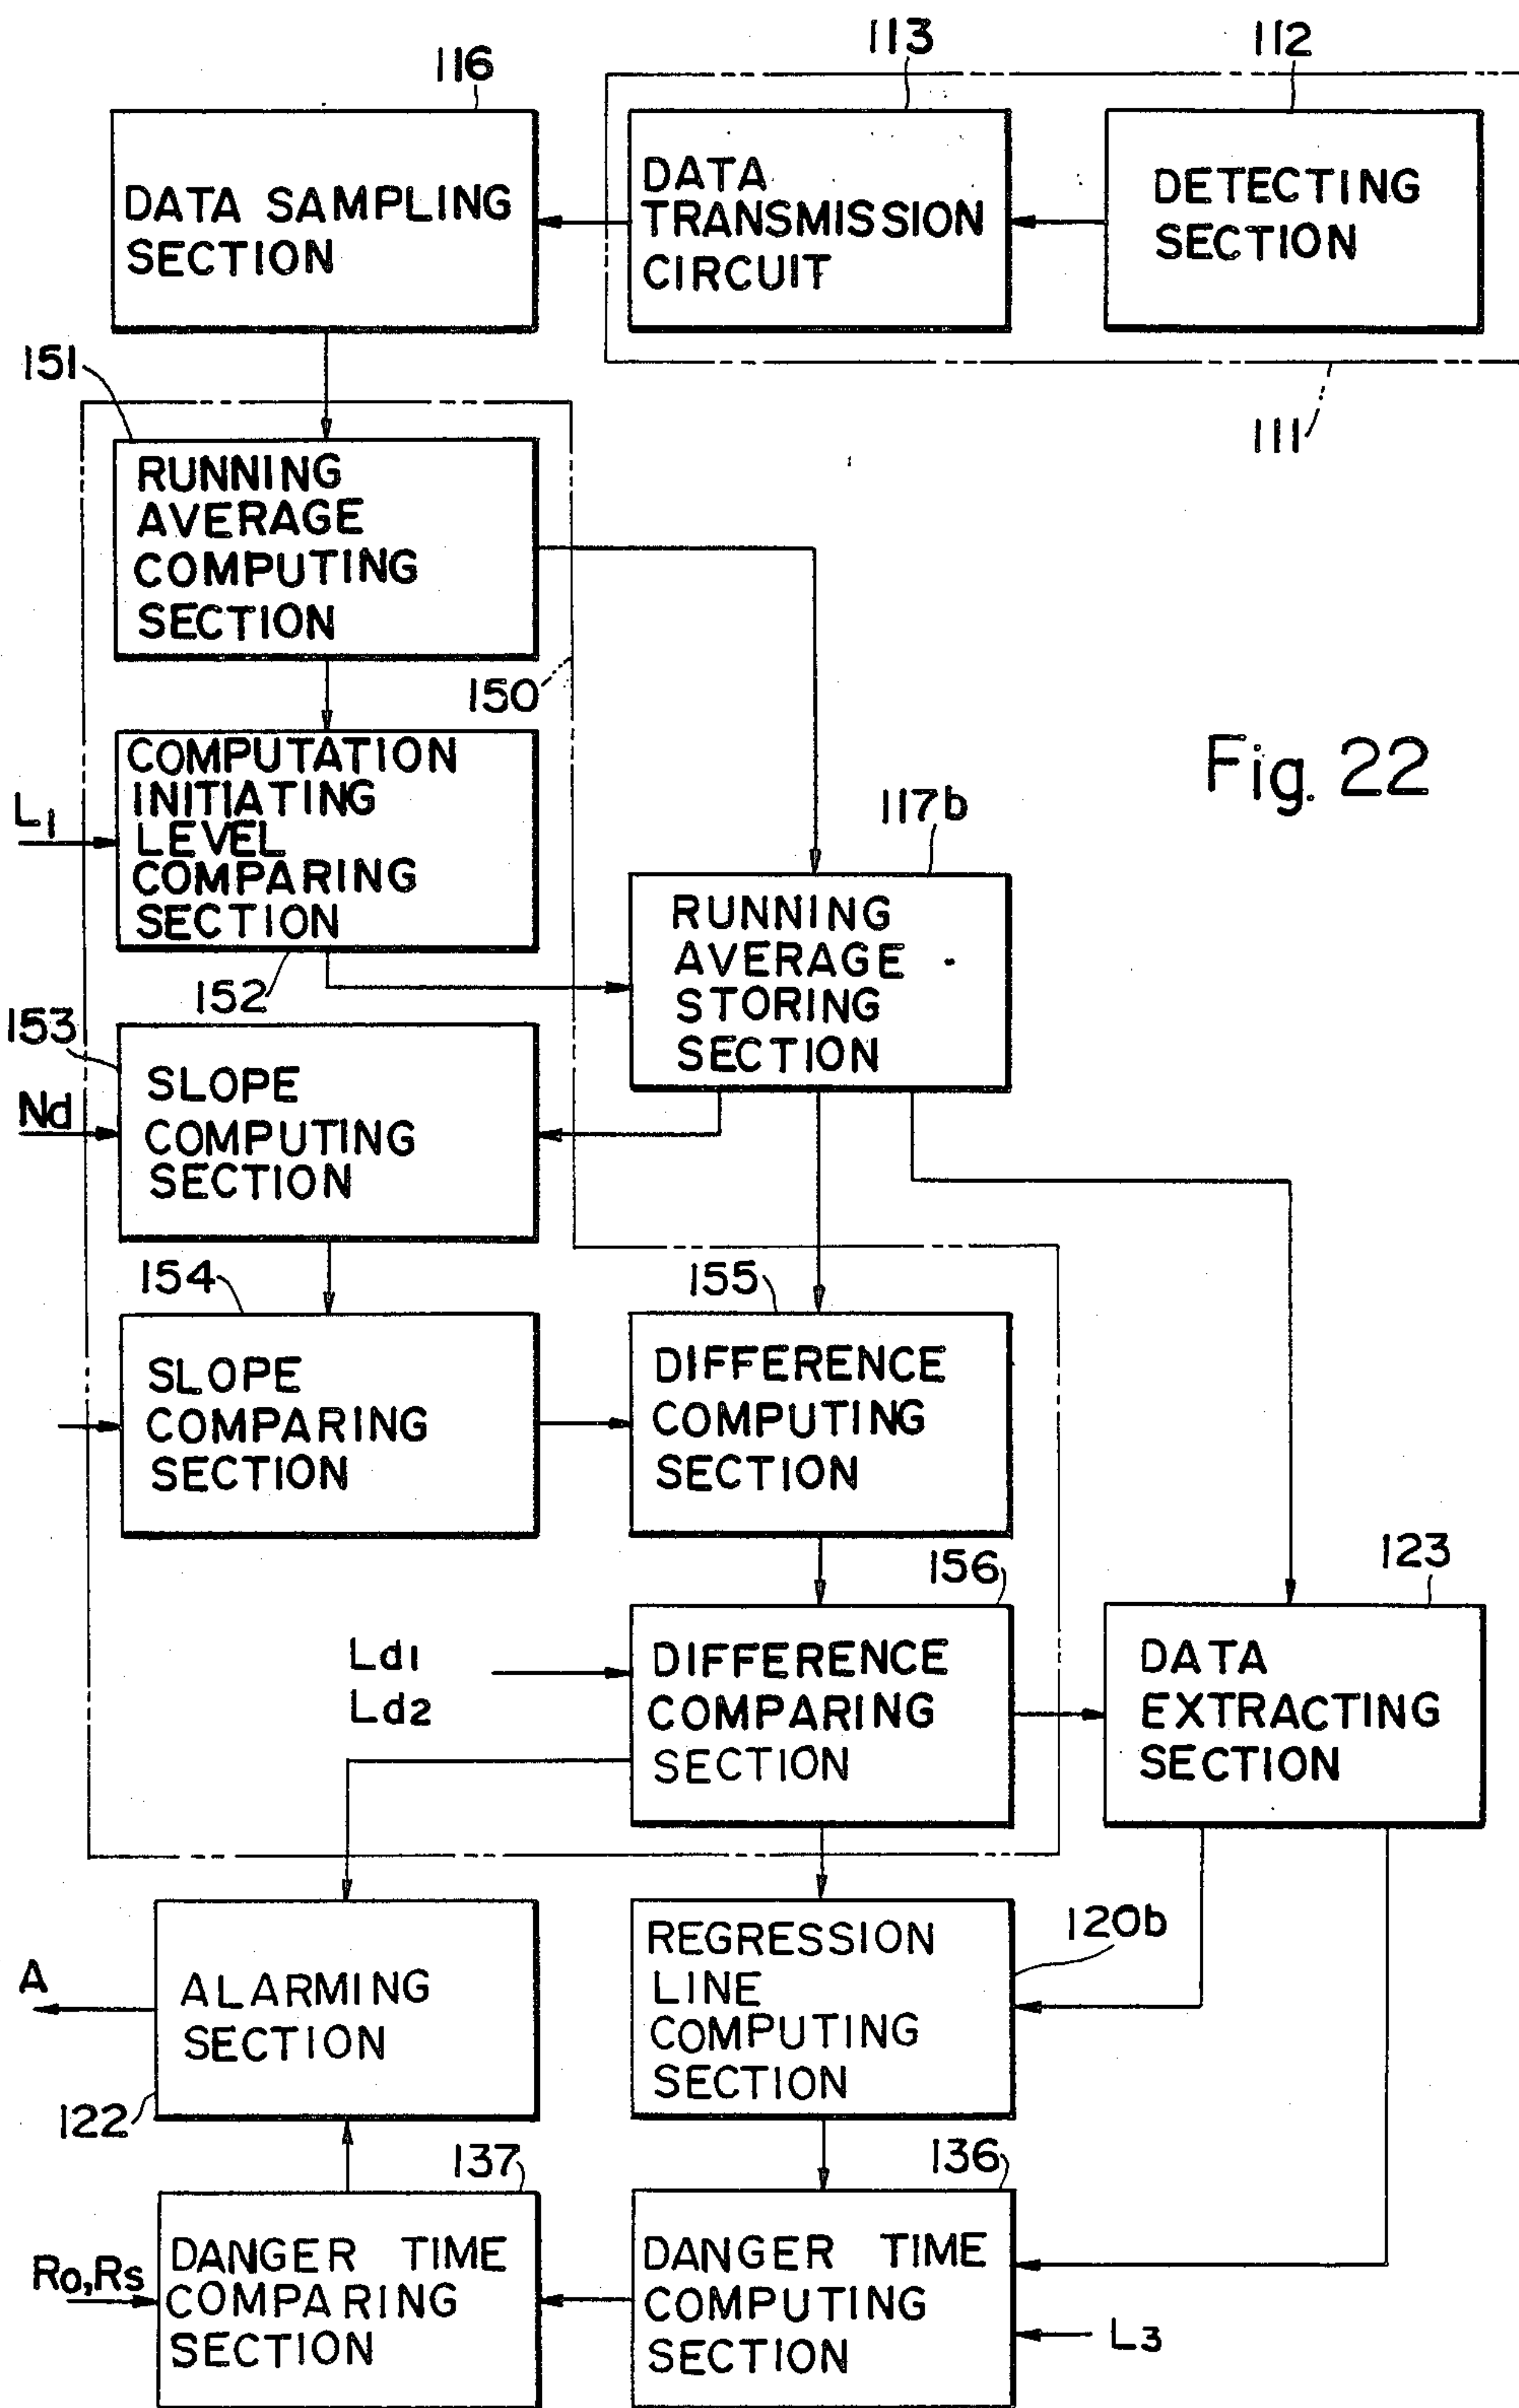 116
113
112
DATA SAMPLING
SECTION
DATA
TRANSMISSION
CIRCUIT
DETECTING
SECTION
111
151
RUNNING
AVERAGE
COMPUTING
SECTION
150
COMPUTATION
INITIATING
LEVEL
COMPARING
SECTION
L1
152
Fig. 22
117b
RUNNING
AVERAGE
STORING
SECTION
153
Nd
SLOPE
COMPUTING
SECTION
154
SLOPE
COMPARING
SECTION
155
DIFFERENCE
COMPUTING
SECTION
156
Ld1
Ld2
DIFFERENCE
COMPARING
SECTION
123
DATA
EXTRACTING
SECTION
A
ALARMING
SECTION
122
REGRESSION
LINE
COMPUTING
SECTION
120b
137
Ro,Rs
DANGER TIME
COMPARING
SECTION
136
DANGER TIME
COMPUTING
SECTION
L3